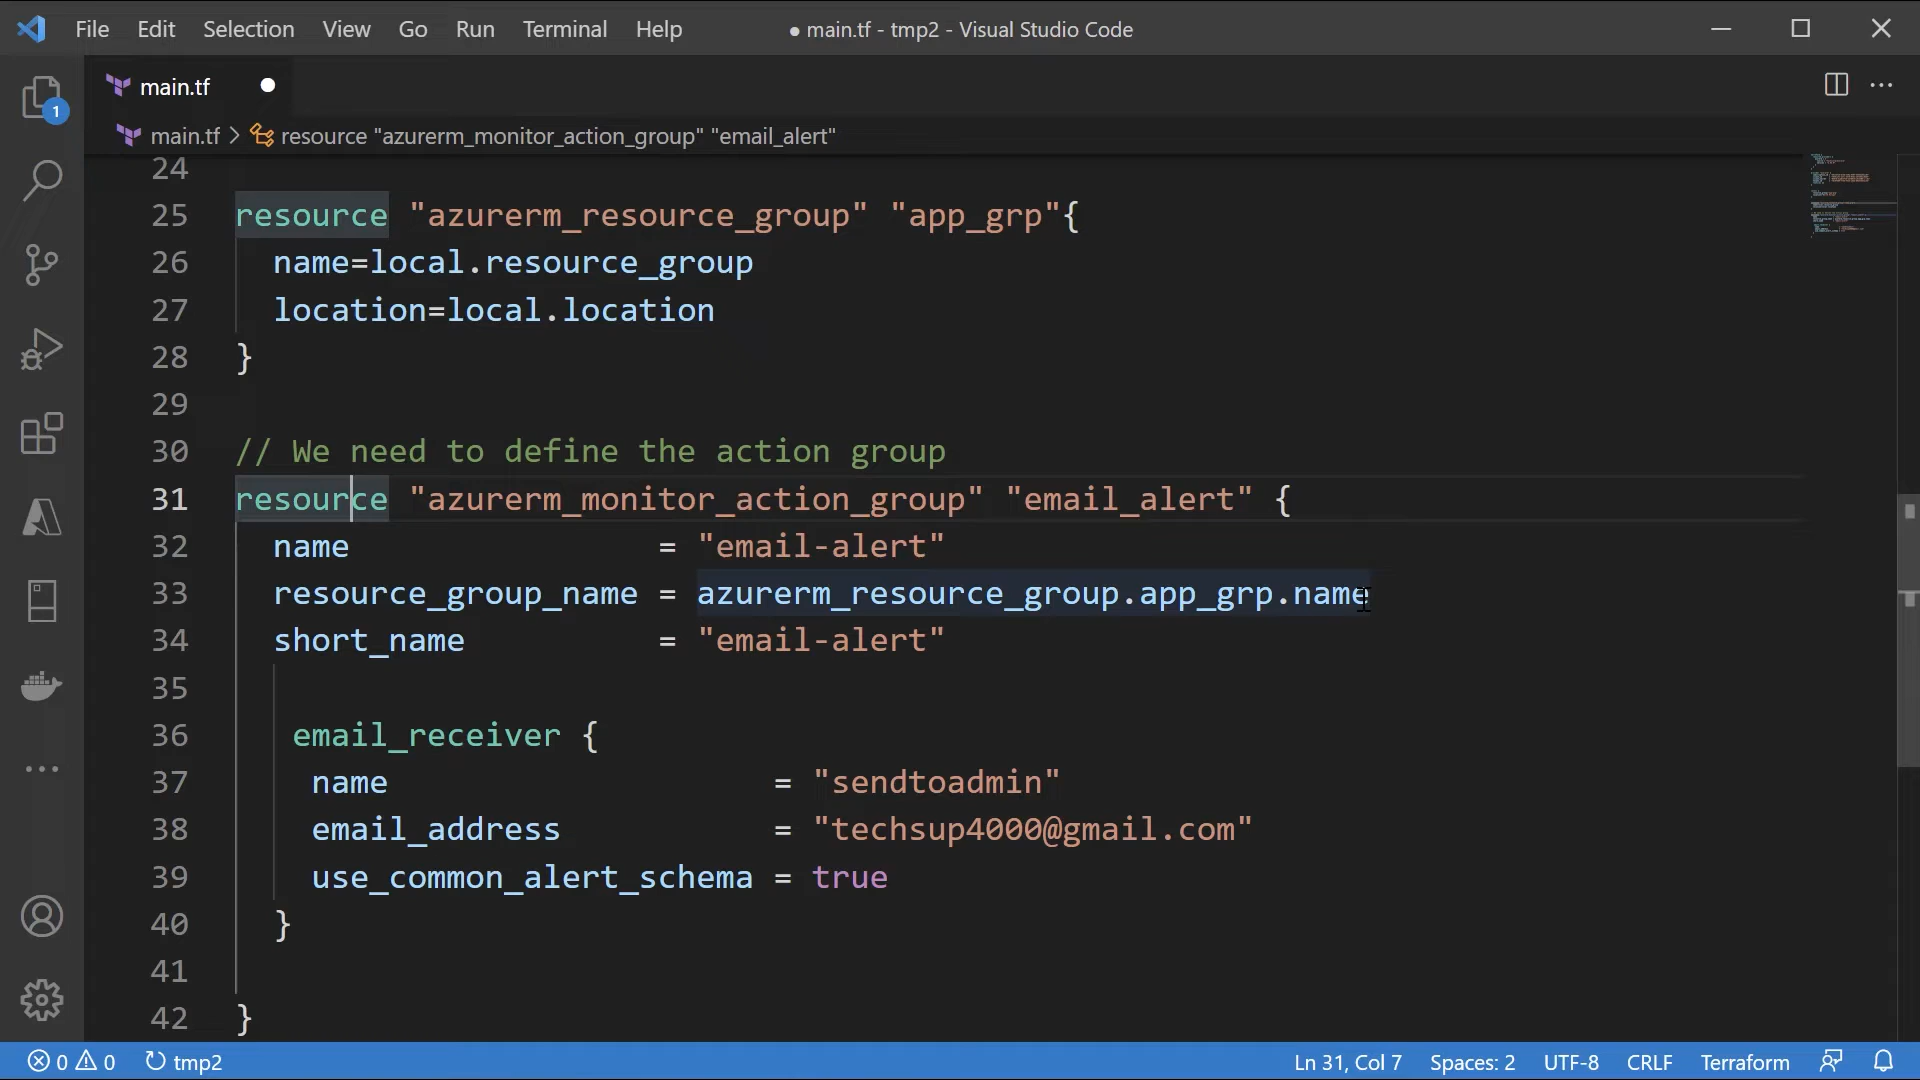 File Edit Selection View Go Run Terminal Help ● main.tf - tmp2 - Visual Studio Code
main.tf
1
main.tf > resource "azurerm_monitor_action_group" "email_alert"
24
25 resource "azurerm_resource_group" "app_grp"{
26 name=local.resource_group
27 location=local.location
28 }
29
30 // We need to define the action group
31 resource "azurerm_monitor_action_group" "email_alert" {
32 name = "email-alert"
33 resource_group_name = azurerm_resource_group.app_grp.name
34 short_name = "email-alert"
35
36 email_receiver {
37 name = "sendtoadmin"
38 email_address = "techsup4000@gmail.com"
39 use_common_alert_schema = true
40 }
41
42 }
0 0 tmp2 Ln 31, Col 7 Spaces: 2 UTF-8 CRLF Terraform